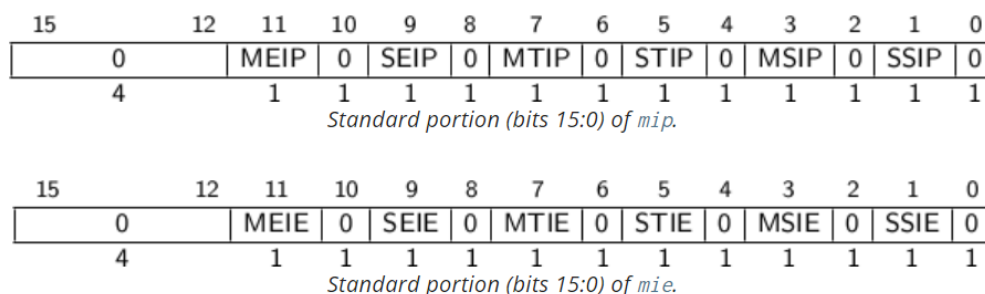 15 12 11 10 9 8 7 6 5 4 3 2 1 0
0 MEIP 0 SEIP 0 MTIP 0 STIP 0 MSIP 0 SSIP 0
4 1 1 1 1 1 1 1 1 1 1 1 1
Standard portion (bits 15:0) of mip.
15 12 11 10 9 8 7 6 5 4 3 2 1 0
0 MEIE 0 SEIE 0 MTIE 0 STIE 0 MSIE 0 SSIE 0
4 1 1 1 1 1 1 1 1 1 1 1 1
Standard portion (bits 15:0) of mie.